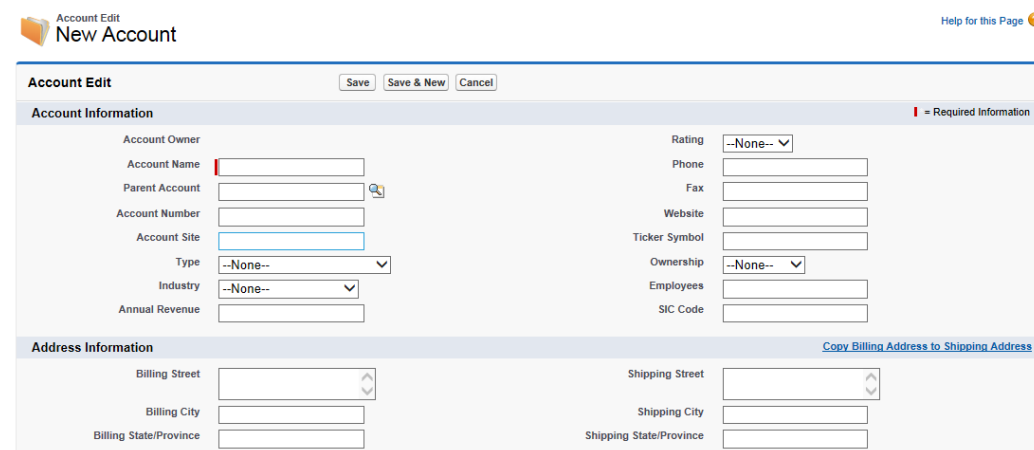 Account Edit
New Account
Help for this Page
Account Edit Save Save & New Cancel
Account Information = Required Information
Account Owner Rating --None--
Account Name Phone
Parent Account Fax
Account Number Website
Account Site Ticker Symbol
Type --None-- Ownership --None--
Industry --None-- Employees
Annual Revenue SIC Code
Address Information Copy Billing Address to Shipping Address
Billing Street Shipping Street
Billing City Shipping City
Billing State/Province Shipping State/Province